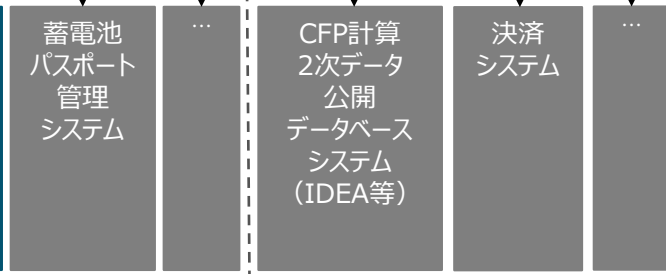 蓄電池
パスポート
管理
システム
…
CFP計算
2次データ
公開
データベース
システム
（IDEA等）
決済
システム
…